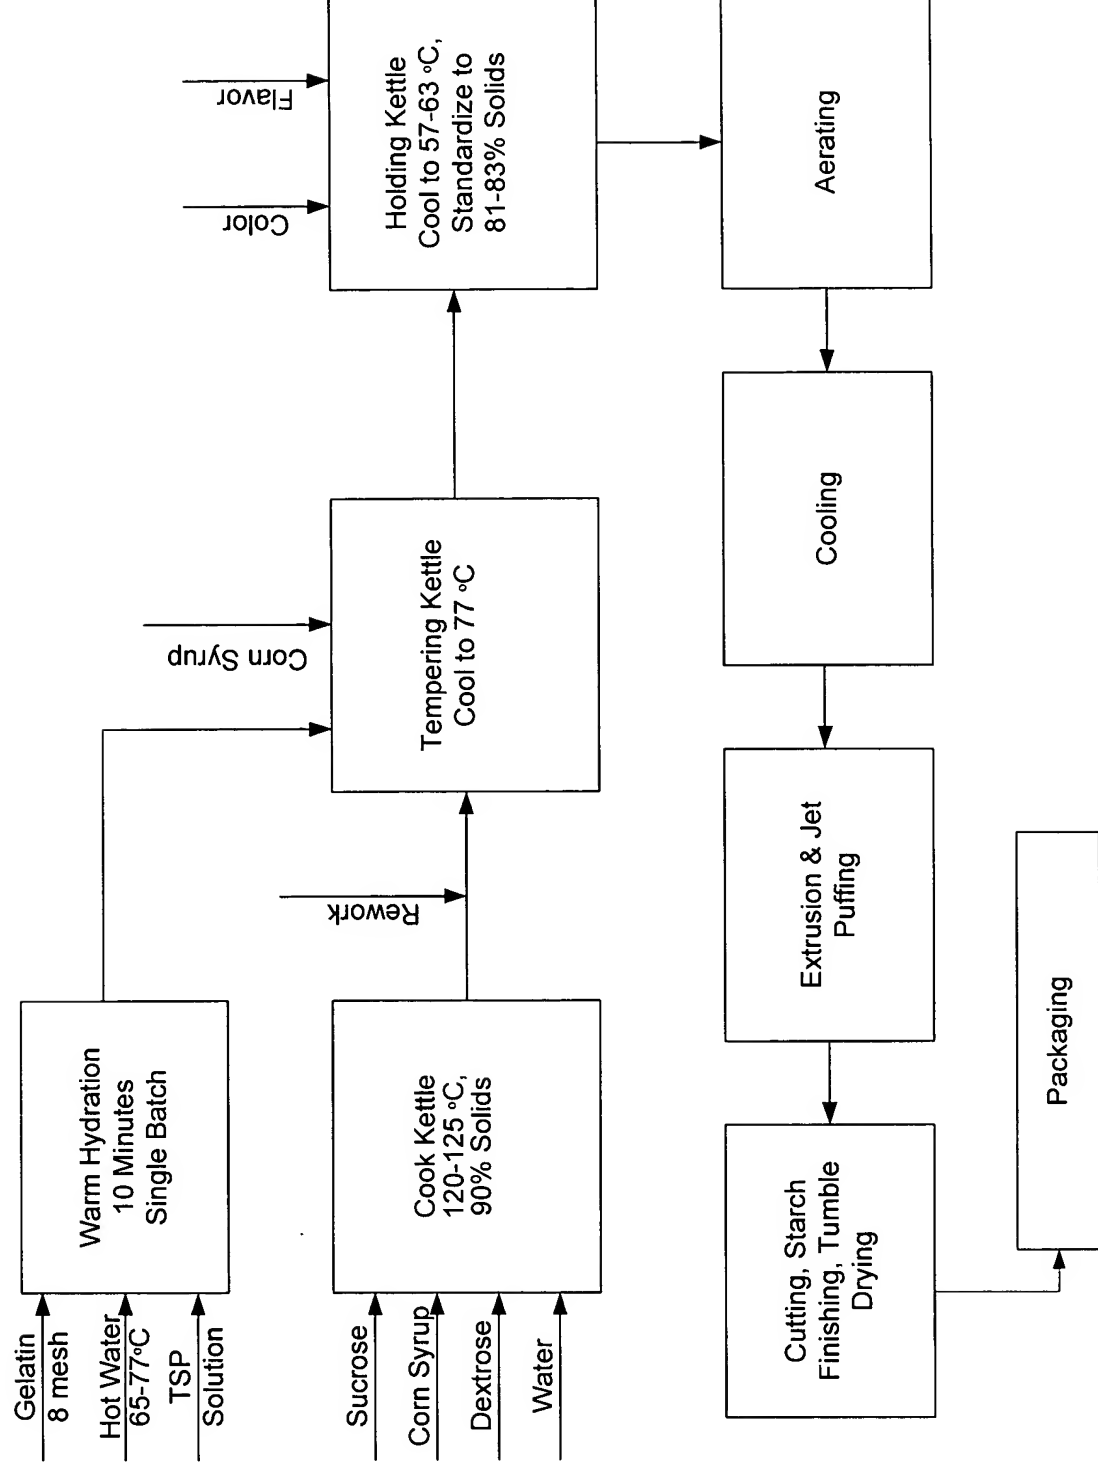 Gelatin
8 mesh
Hot Water
65-77°C
TSP
Solution
Warm Hydration
10 Minutes
Single Batch
Sucrose
Corn Syrup
Dextrose
Water
Cook Kettle
120-125 °C,
90% Solids
Rework
Corn Syrup
Tempering Kettle
Cool to 77 °C
Color
Flavor
Holding Kettle
Cool to 57-63 °C,
Standardize to
81-83% Solids
Aerating
Cooling
Extrusion & Jet
Puffing
Cutting, Starch
Finishing, Tumble
Drying
Packaging